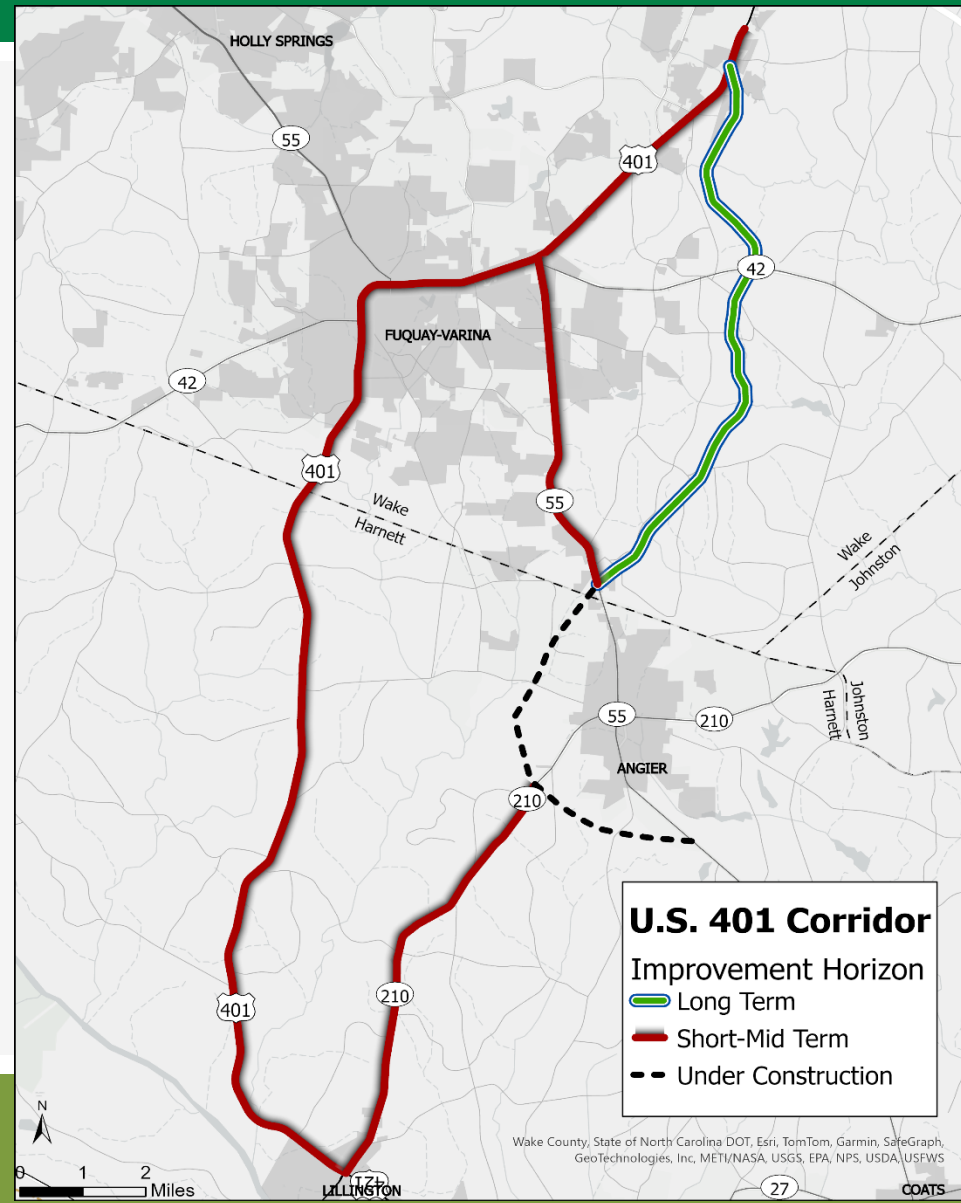 HOLLY SPRINGS
55
401
42
FUQUAY-VARINA
42
401
Wake
Harnett
55
Wake
Johnston
Johnston
Harnett
55
210
ANGIER
210
U.S. 401 Corridor
Improvement Horizon
Long Term
Short-Mid Term
Under Construction
210
401
N
Wake County, State of North Carolina DOT, Esri, TomTom, Garmin, SafeGraph,
GeoTechnologies, Inc, METI/NASA, USGS, EPA, NPS, USDA, USFWS
0 1 2
Miles
421
LILLINGTON
27
COATS